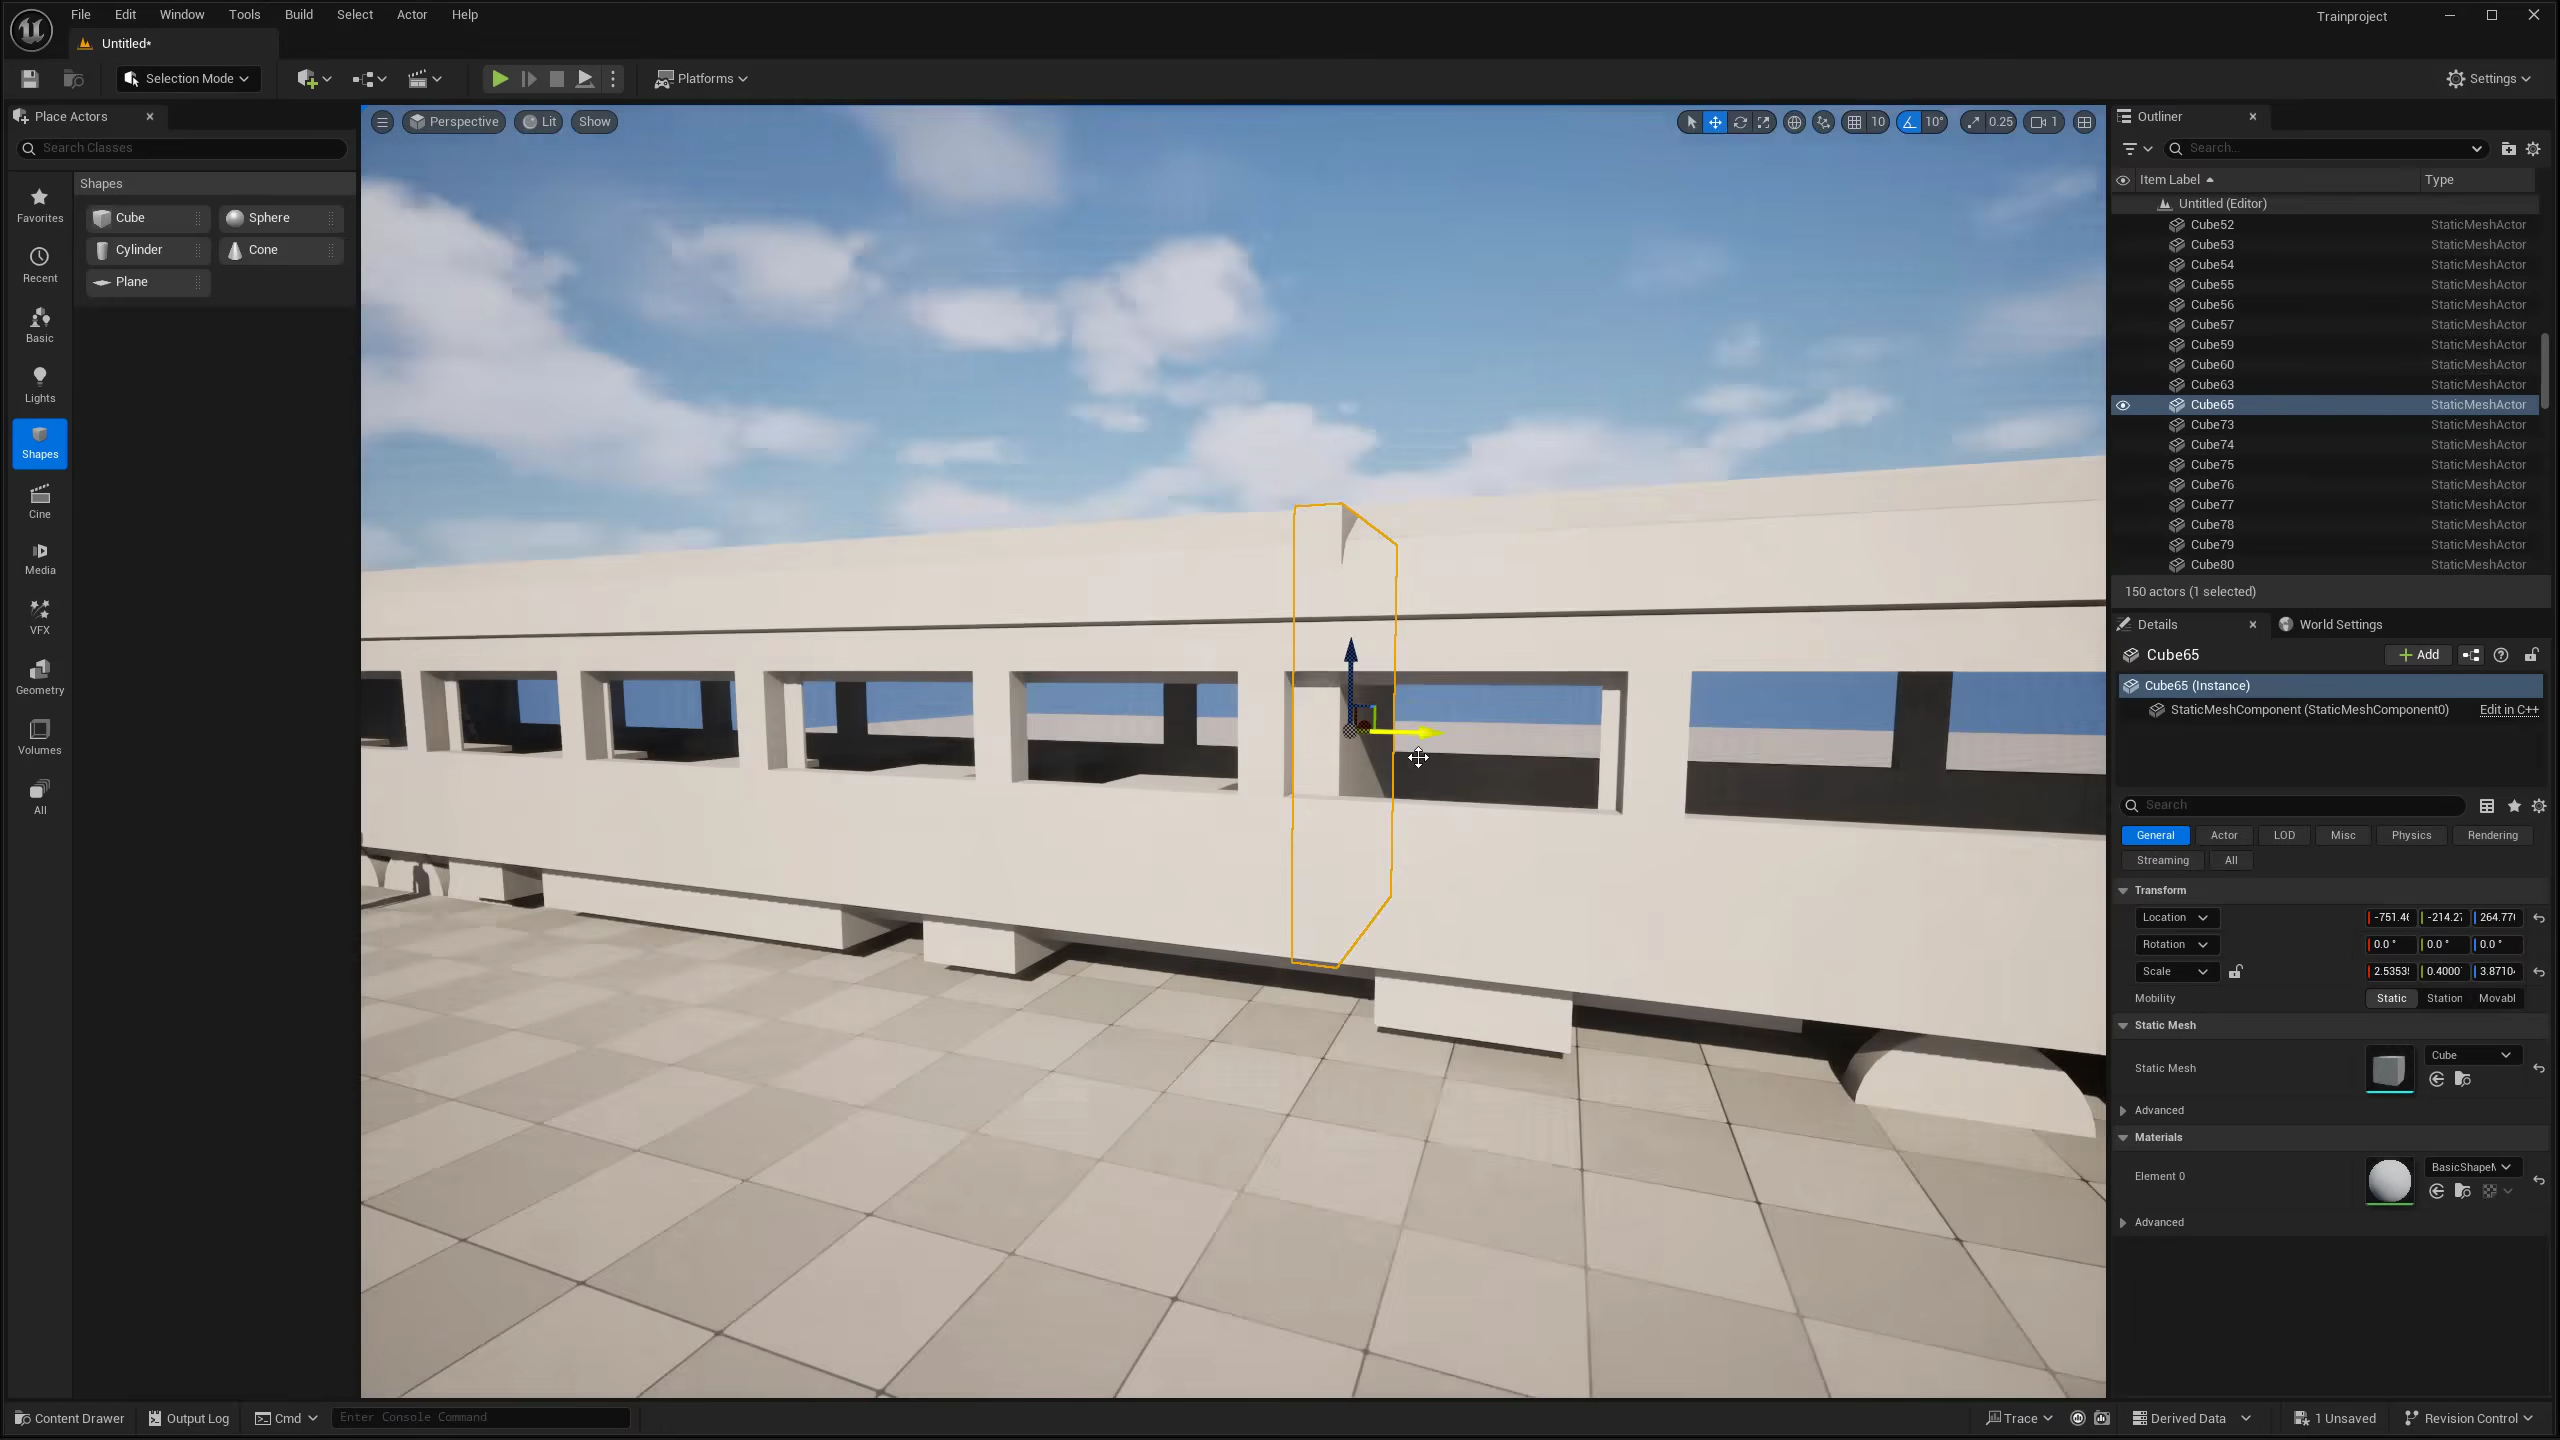 File Edit Window Tools Build Select Actor Help
Trainproject
Untitled*
Selection Mode
Platforms
Settings
Place Actors
Search Classes
Favorites
Recent
Basic
Lights
Shapes
Cine
Media
VFX
Geometry
Volumes
All
Shapes
Cube Sphere
Cylinder Cone
Plane
Perspective Lit Show
10 10° 0.25 1
Outliner
Search...
Item Label Type
Untitled (Editor)
Cube52 StaticMeshActor
Cube53 StaticMeshActor
Cube54 StaticMeshActor
Cube55 StaticMeshActor
Cube56 StaticMeshActor
Cube57 StaticMeshActor
Cube59 StaticMeshActor
Cube60 StaticMeshActor
Cube63 StaticMeshActor
Cube65 StaticMeshActor
Cube73 StaticMeshActor
Cube74 StaticMeshActor
Cube75 StaticMeshActor
Cube76 StaticMeshActor
Cube77 StaticMeshActor
Cube78 StaticMeshActor
Cube79 StaticMeshActor
Cube80 StaticMeshActor
150 actors (1 selected)
Details World Settings
Cube65 Add
Cube65 (Instance)
StaticMeshComponent (StaticMeshComponent0) Edit in C++
Search
General Actor LOD Misc Physics Rendering
Streaming All
Transform
Location -751.46 -214.27 264.770
Rotation 0.0 ° 0.0 ° 0.0 °
Scale 2.5353 0.4000 3.8710
Mobility Static Station Movabl
Static Mesh
Static Mesh Cube
Advanced
Materials
Element 0 BasicShapeM
Advanced
Content Drawer Output Log Cmd Enter Console Command
Trace Derived Data 1 Unsaved Revision Control